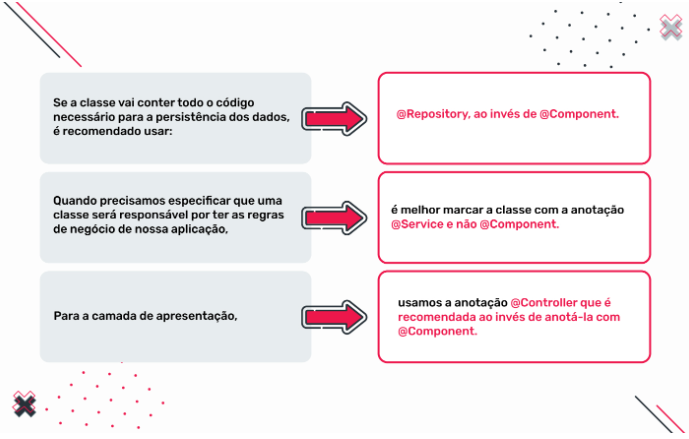 Se a classe vai conter todo o código
necessário para a persistência dos dados,
é recomendado usar:
@Repository, ao invés de @Component.
Quando precisamos especificar que uma
classe será responsável por ter as regras
de negócio de nossa aplicação,
é melhor marcar a classe com a anotação
@Service e não @Component.
Para a camada de apresentação,
usamos a anotação @Controller que é
recomendada ao invés de anotá-la com
@Component.